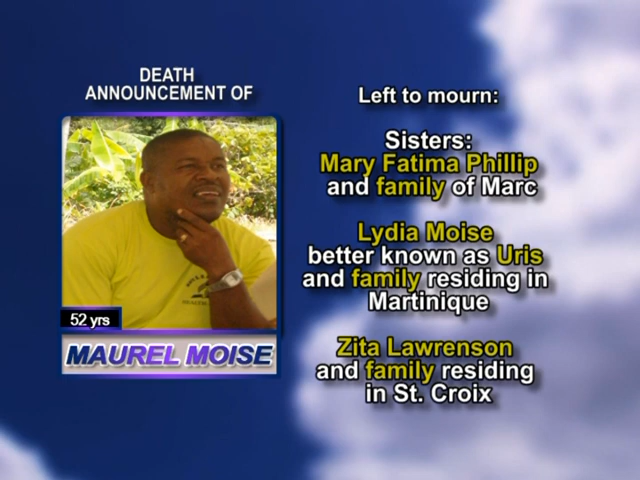 DEATH
ANNOUNCEMENT OF
52 yrs
MAUREL MOISE
Left to mourn:
Sisters:
Mary Fatima Phillip
and family of Marc
Lydia Moise
better known as Uris
and family residing in
Martinique
Zita Lawrenson
and family residing
in St. Croix